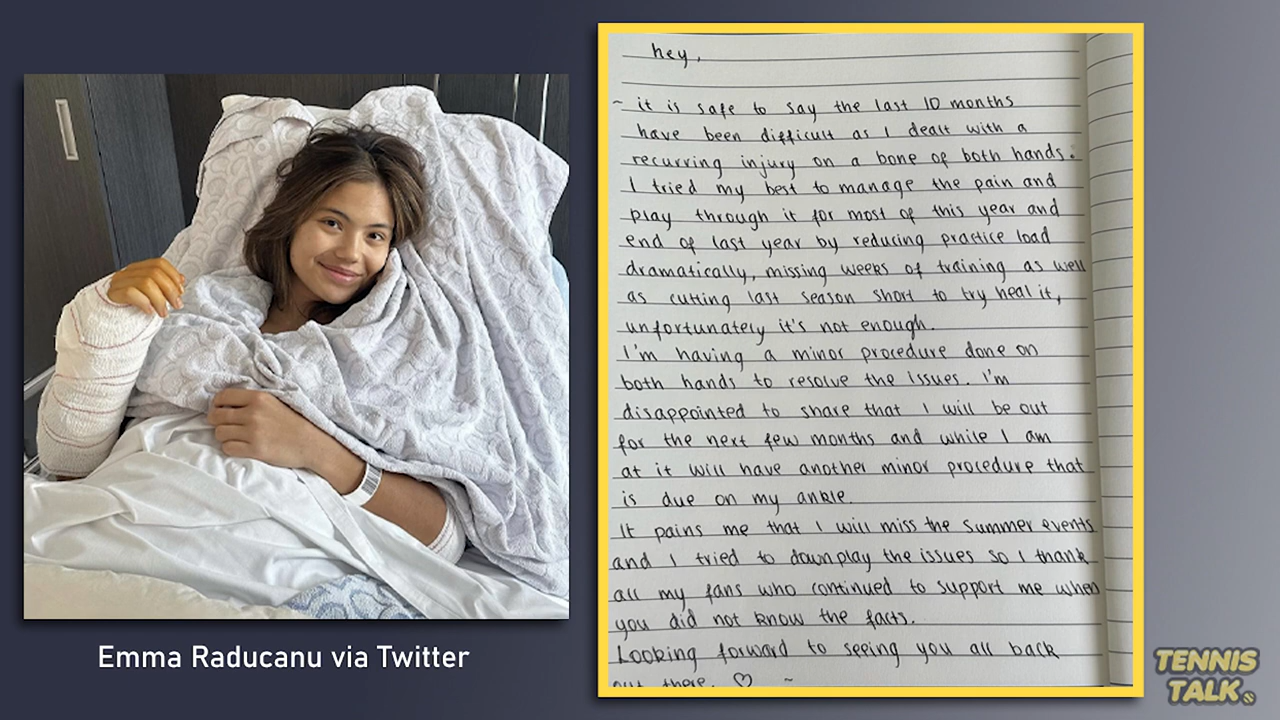 hey,
~ it is safe to say the last 10 months
have been difficult as I dealt with a
recurring injury on a bone of both hands.
I tried my best to manage the pain and
play through it for most of this year and
end of last year by reducing practice load
dramatically, missing weeks of training as well
as cutting last season short to try heal it,
unfortunately it's not enough.
I'm having a minor procedure done on
both hands to resolve the issues. I'm
disappointed to share that I will be out
for the next few months and while I am
at it will have another minor procedure that
is due on my ankle.
It pains me that I will miss the summer events
and I tried to downplay the issues so I thank
all my fans who continued to support me when
you did not know the facts.
Looking forward to seeing you all back
out there. ♡ ~
Emma Raducanu via Twitter
TENNIS
TALK